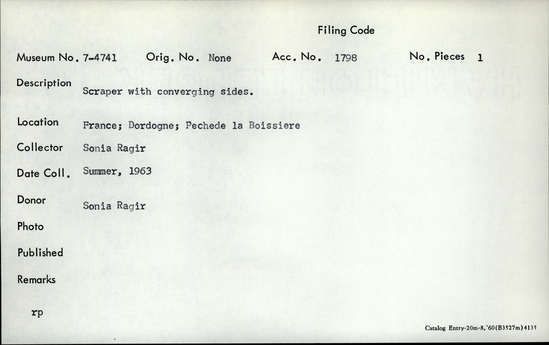 Filing Code
Museum No. 7-4741 Orig. No. None Acc. No. 1798 No. Pieces 1
Description Scraper with converging sides.
Location France; Dordogne; Pechede la Boissiere
Collector Sonia Ragir
Date Coll. Summer, 1963
Donor Sonia Ragir
Photo
Published
Remarks
rp
Catalog Entry-20m-8,'60(B3527m)4139